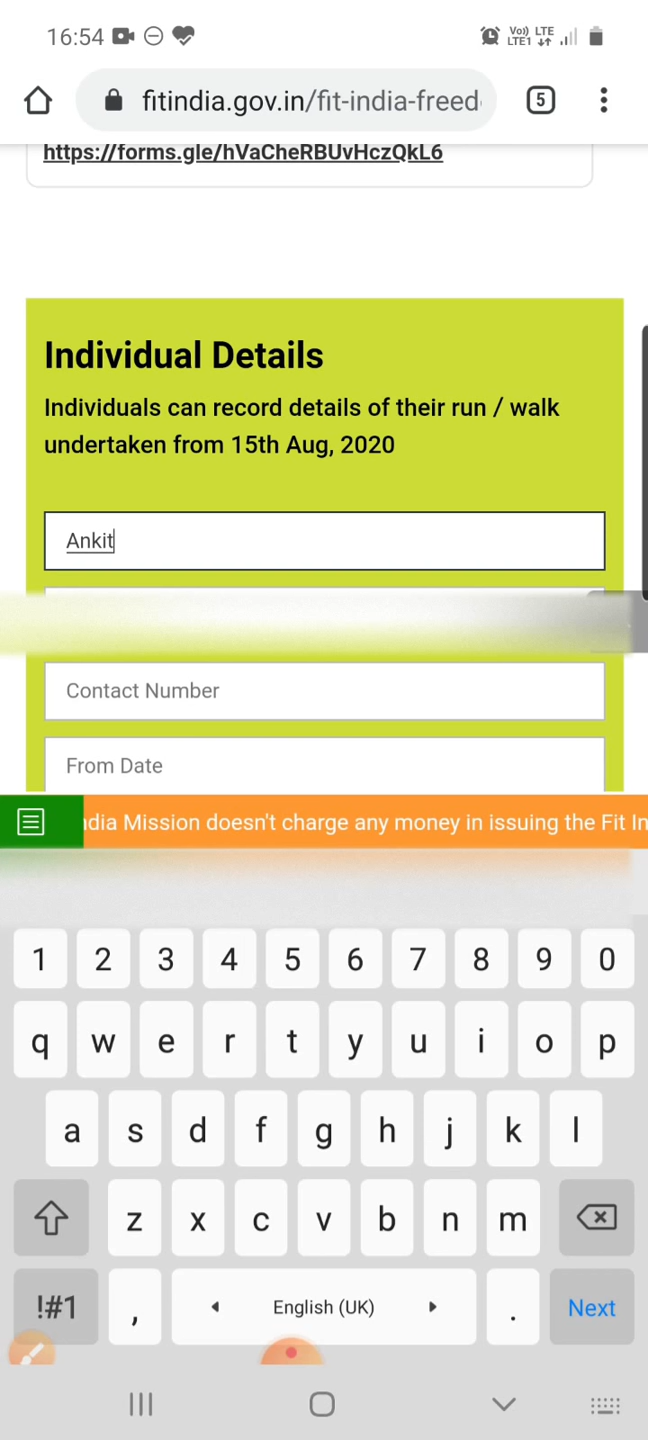 16:54
Vo)) LTE
LTE1
fitindia.gov.in/fit-india-freed
5
https://forms.gle/hVaCheRBUvHczQkL6
Individual Details
Individuals can record details of their run / walk
undertaken from 15th Aug, 2020
Ankit
Contact Number
From Date
ndia Mission doesn't charge any money in issuing the Fit In
1 2 3 4 5 6 7 8 9 0
q w e r t y u i o p
a s d f g h j k l
z x c v b n m
!#1 , English (UK) . Next